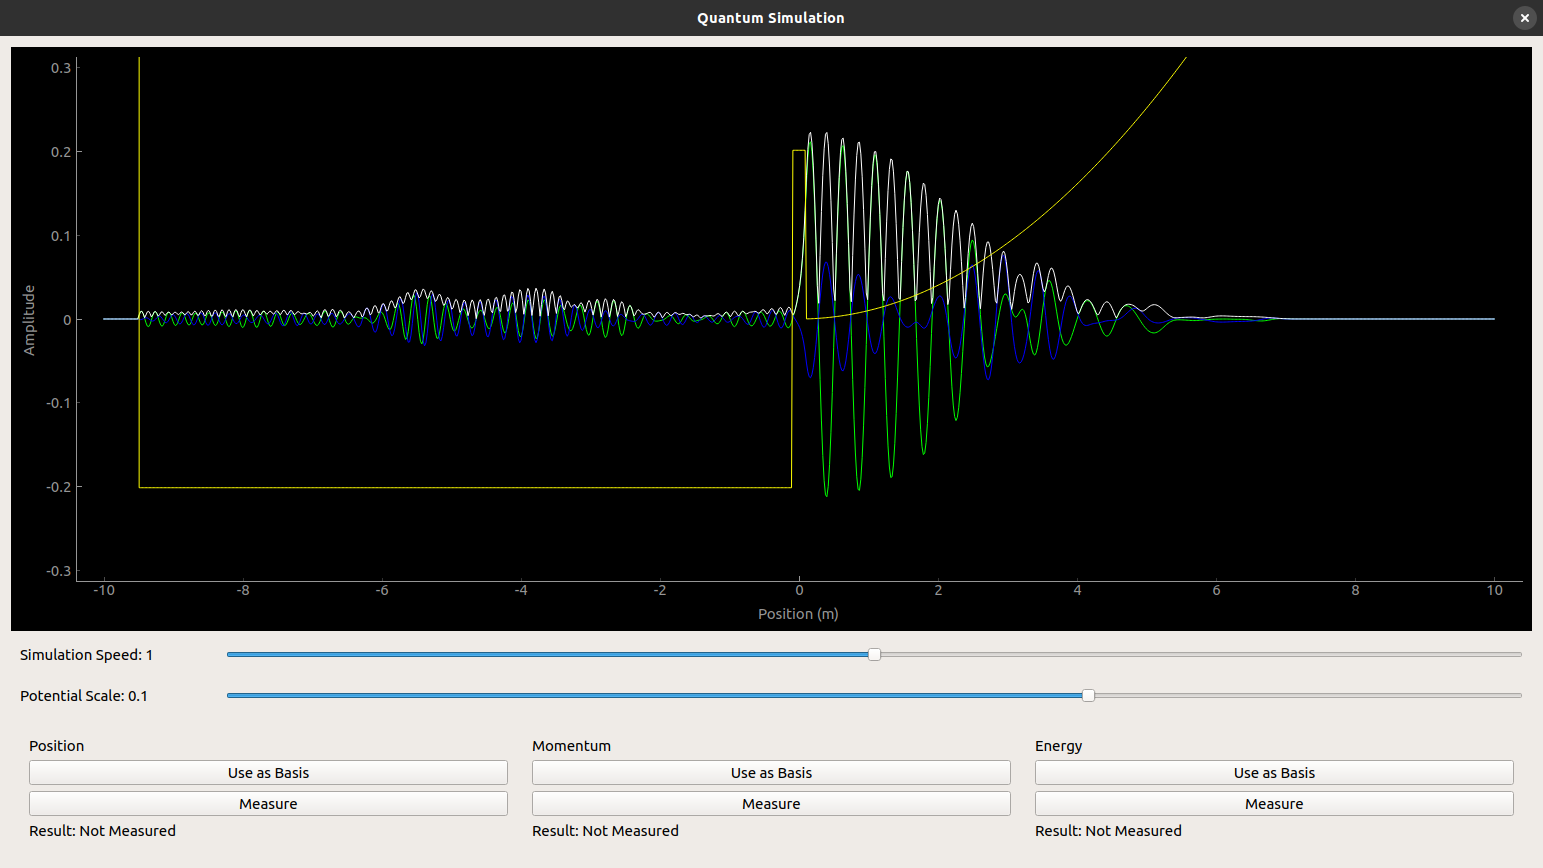 Quantum Simulation
0.3
0.2
0.1
0
-0.1
-0.2
-0.3
Amplitude
-10 -8 -6 -4 -2 0 2 4 6 8 10
Position (m)
Simulation Speed: 1
Potential Scale: 0.1
Position Momentum Energy
Use as Basis Use as Basis Use as Basis
Measure Measure Measure
Result: Not Measured Result: Not Measured Result: Not Measured